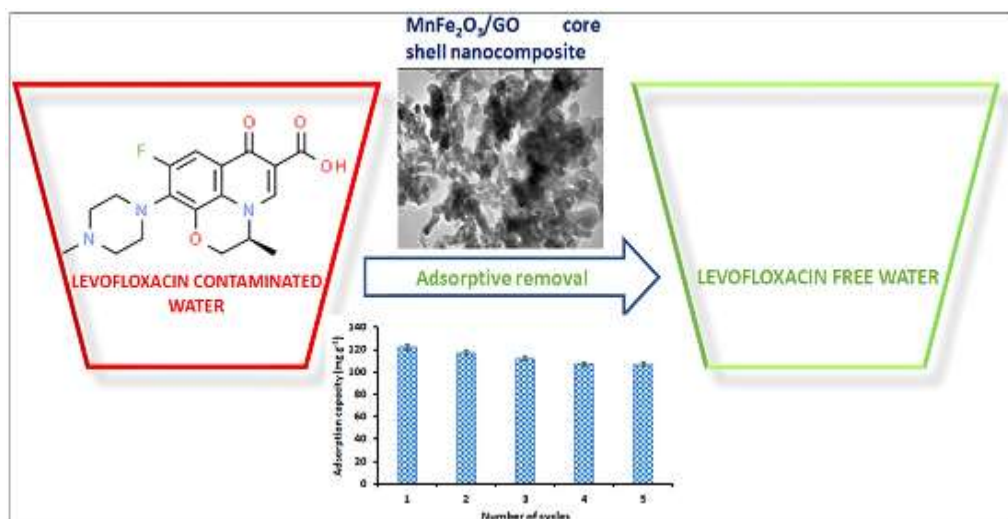 MnFe₂O₃/GO core
shell nanocomposite
F
O
O
OH
N
N
N
O
LEVOFLOXACIN CONTAMINATED
WATER
Adsorptive removal
LEVOFLOXACIN FREE WATER
Adsorption capacity (mg g⁻¹)
140
120
100
80
60
40
20
0
1 2 3 4 5
Number of cycles